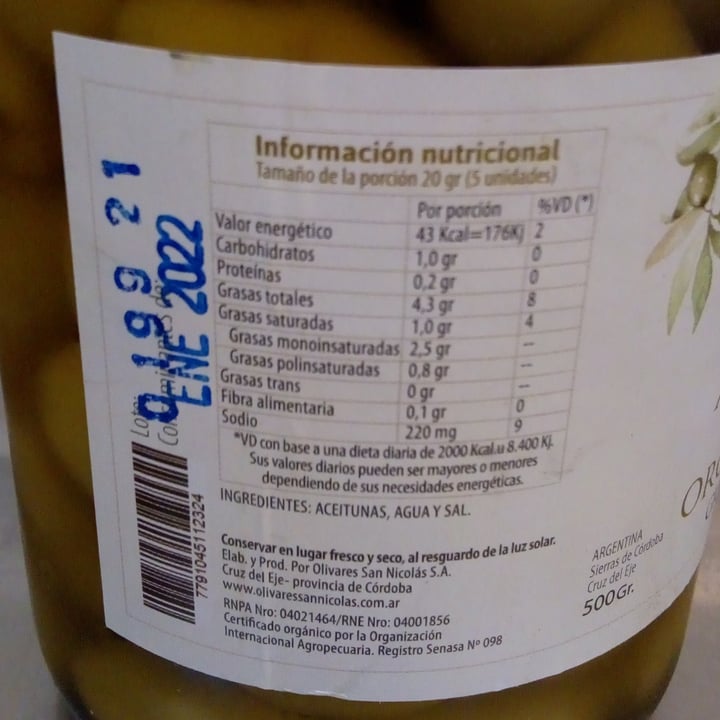 Información nutricional
Tamaño de la porción 20 gr (5 unidades)
Por porción %VD (*)
Valor energético 43 Kcal=176Kj 2
Carbohidratos 1,0 gr 0
Proteínas 0,2 gr 0
Grasas totales 4,3 gr 8
Grasas saturadas 1,0 gr 4
Grasas monoinsaturadas 2,5 gr --
Grasas polinsaturadas 0,8 gr --
Grasas trans 0 gr --
Fibra alimentaria 0,1 gr 0
Sodio 220 mg 9
*VD con base a una dieta diaria de 2000 Kcal.u 8.400 Kj.
Sus valores diarios pueden ser mayores o menores
dependiendo de sus necesidades energéticas.
INGREDIENTES: ACEITUNAS, AGUA Y SAL.
Conservar en lugar fresco y seco, al resguardo de la luz solar.
Elab. y Prod. Por Olivares San Nicolás S.A.
Cruz del Eje- provincia de Córdoba
www.olivaressannicolas.com.ar
RNPA Nro: 04021464/RNE Nro: 04001856
Certificado orgánico por la Organización
Internacional Agropecuaria. Registro Senasa Nº 098
Lote:
0199 21
ENE 2022
7791045112324
ARGENTINA
Sierras de Córdoba
Cruz del Eje
500Gr.